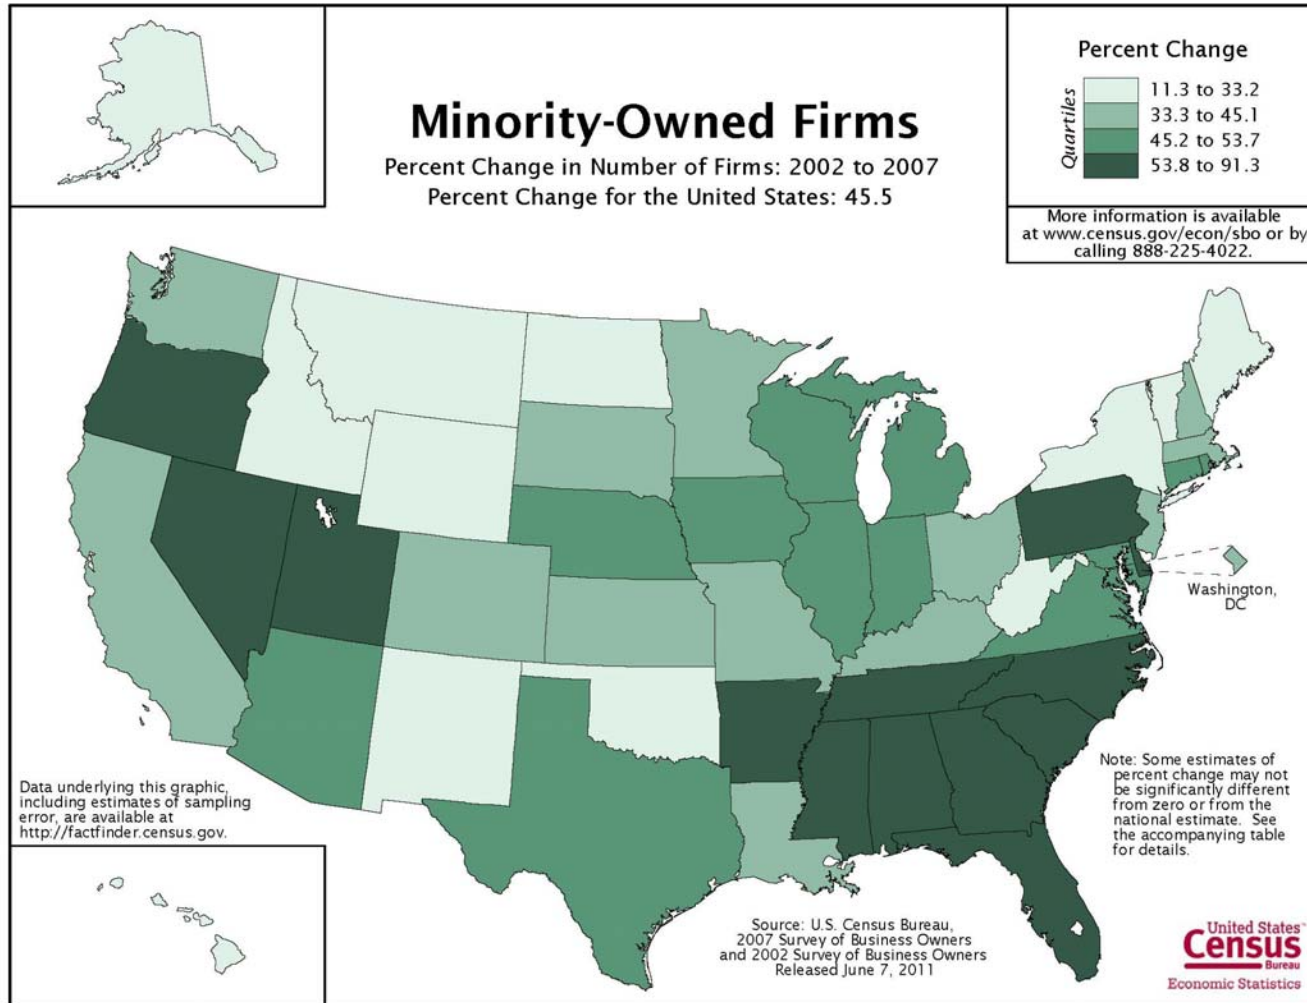 Minority-Owned Firms
Percent Change in Number of Firms: 2002 to 2007
Percent Change for the United States: 45.5
Percent Change
Quartiles
11.3 to 33.2
33.3 to 45.1
45.2 to 53.7
53.8 to 91.3
More information is available
at www.census.gov/econ/sbo or by
calling 888-225-4022.
Washington,
DC
Data underlying this graphic,
including estimates of sampling
error, are available at
http://factfinder.census.gov.
Note: Some estimates of
percent change may not
be significantly different
from zero or from the
national estimate. See
the accompanying table
for details.
Source: U.S. Census Bureau,
2007 Survey of Business Owners
and 2002 Survey of Business Owners
Released June 7, 2011
United States
Census
Bureau
Economic Statistics